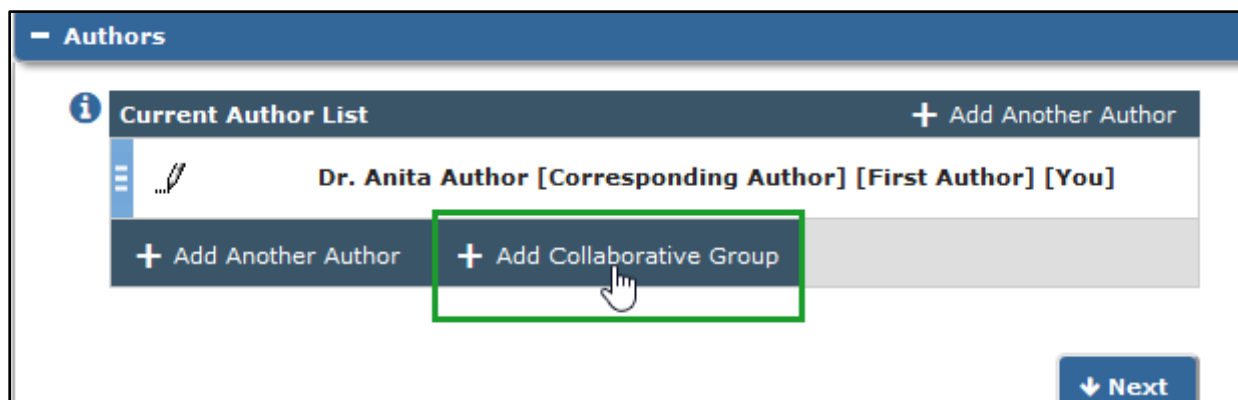 Authors
Current Author List + Add Another Author
Dr. Anita Author [Corresponding Author] [First Author] [You]
+ Add Another Author + Add Collaborative Group
Next